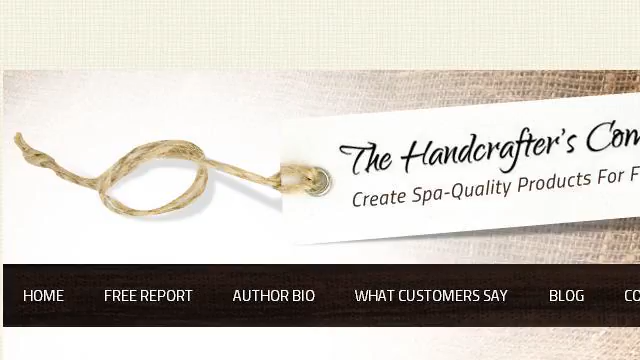 The Handcrafter's
Create Spa-Quality Products For
HOME
FREE REPORT
AUTHOR BIO
WHAT CUSTOMERS SAY
BLOG